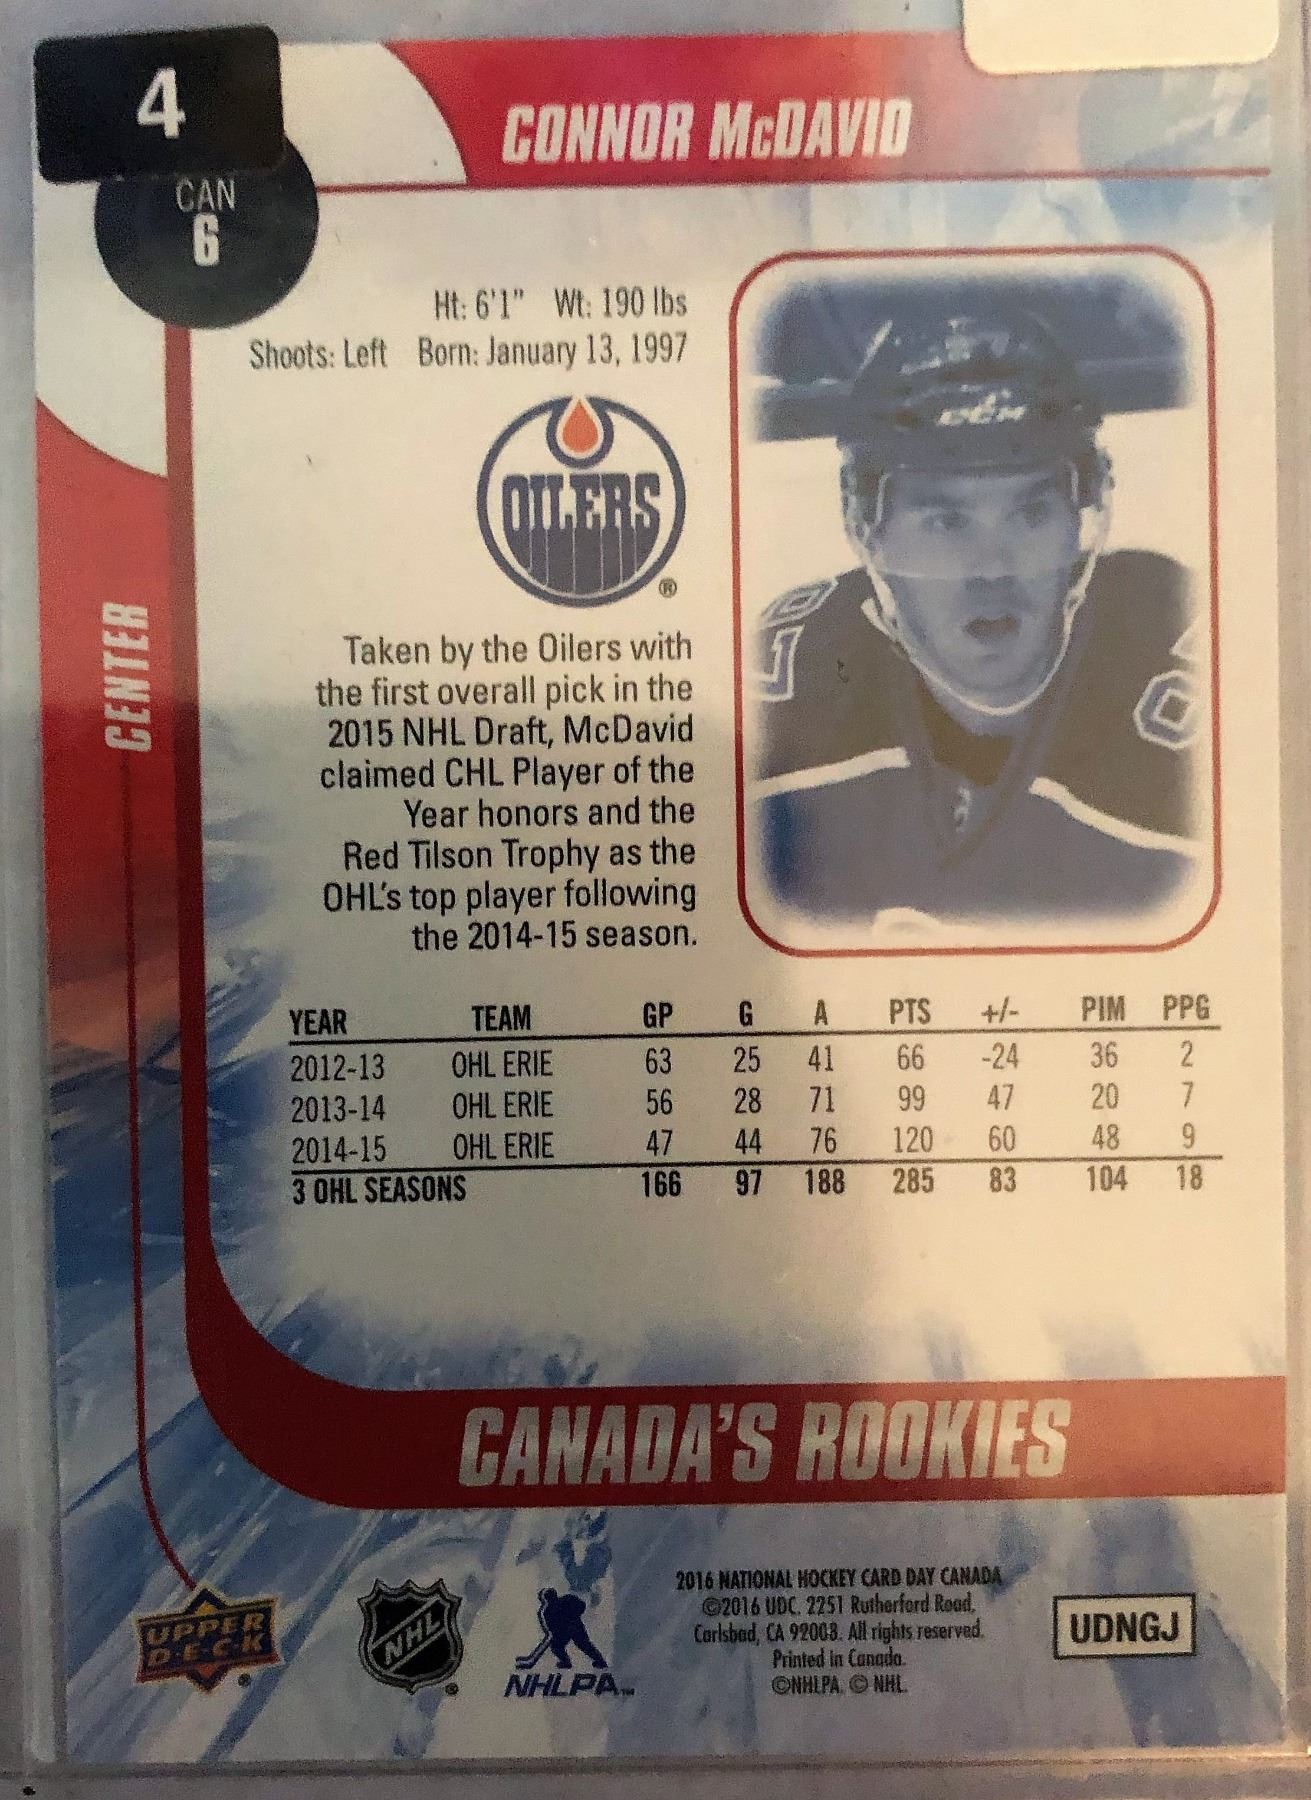 4
CAN
6
CONNOR McDAVID
Ht: 6'1" Wt: 190 lbs
Shoots: Left Born: January 13, 1997
OILERS
®
CCM
CENTER
Taken by the Oilers with
the first overall pick in the
2015 NHL Draft, McDavid
claimed CHL Player of the
Year honors and the
Red Tilson Trophy as the
OHL's top player following
the 2014-15 season.
YEAR TEAM GP G A PTS +/- PIM PPG
2012-13 OHL ERIE 63 25 41 66 -24 36 2
2013-14 OHL ERIE 56 28 71 99 47 20 7
2014-15 OHL ERIE 47 44 76 120 60 48 9
3 OHL SEASONS 166 97 188 285 83 104 18
CANADA'S ROOKIES
UPPER
D·E·C·K
NHL
NHLPA™
2016 NATIONAL HOCKEY CARD DAY CANADA
©2016 UDC. 2251 Rutherford Road,
Carlsbad, CA 92008. All rights reserved.
Printed in Canada.
©NHLPA. © NHL.
UDNGJ